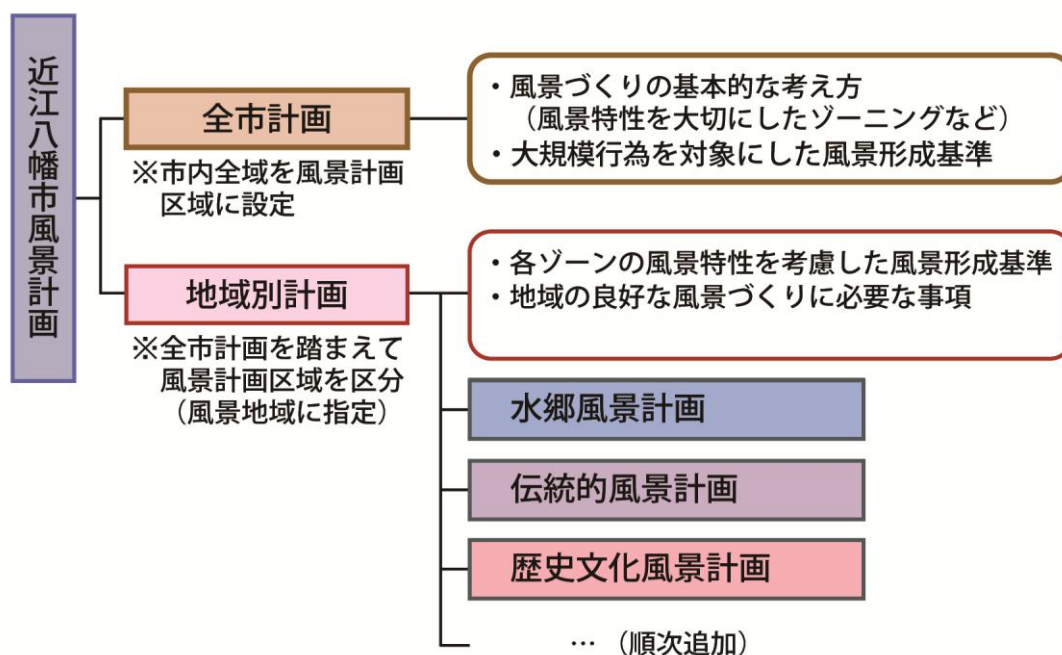 近江八幡市風景計画
全市計画
※市内全域を風景計画
区域に設定
・風景づくりの基本的な考え方
（風景特性を大切にしたゾーニングなど）
・大規模行為を対象にした風景形成基準
地域別計画
※全市計画を踏まえて
風景計画区域を区分
（風景地域に指定）
・各ゾーンの風景特性を考慮した風景形成基準
・地域の良好な風景づくりに必要な事項
水郷風景計画
伝統的風景計画
歴史文化風景計画
…（順次追加）